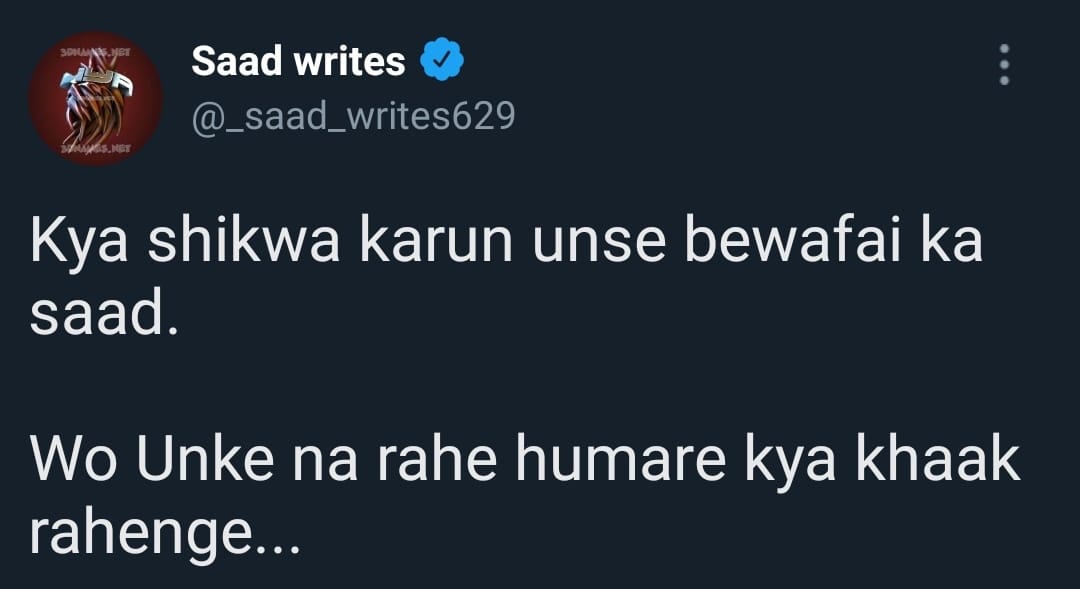 3DNAMES.NET
Saad writes
@_saad_writes629
3DNAMES.NET
Kya shikwa karun unse bewafai ka
saad.
Wo Unke na rahe humare kya khaak
rahenge...